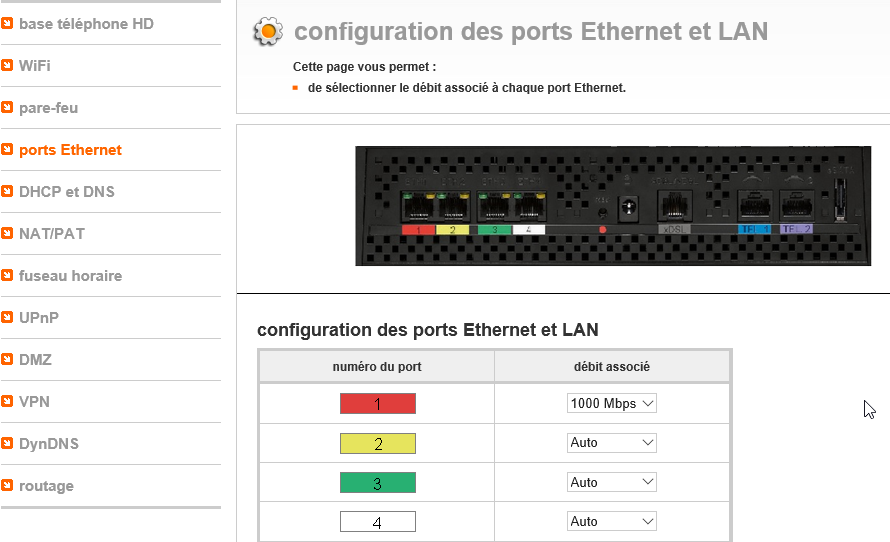 base téléphone HD
WiFi
pare-feu
ports Ethernet
DHCP et DNS
NAT/PAT
fuseau horaire
UPnP
DMZ
VPN
DynDNS
routage
configuration des ports Ethernet et LAN
Cette page vous permet :
de sélectionner le débit associé à chaque port Ethernet.
1 2 3 4 xDSL TEL 1 TEL 2
configuration des ports Ethernet et LAN
numéro du port débit associé
1 1000 Mbps
2 Auto
3 Auto
4 Auto